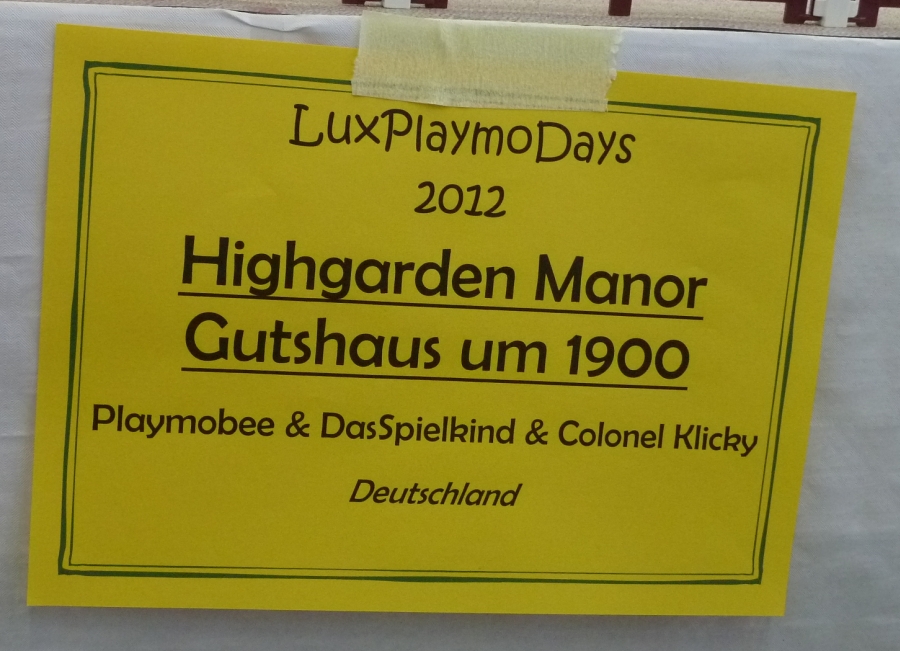 LuxPlaymoDays
2012
Highgarden Manor
Gutshaus um 1900
Playmobee & DasSpielkind & Colonel Klicky
Deutschland